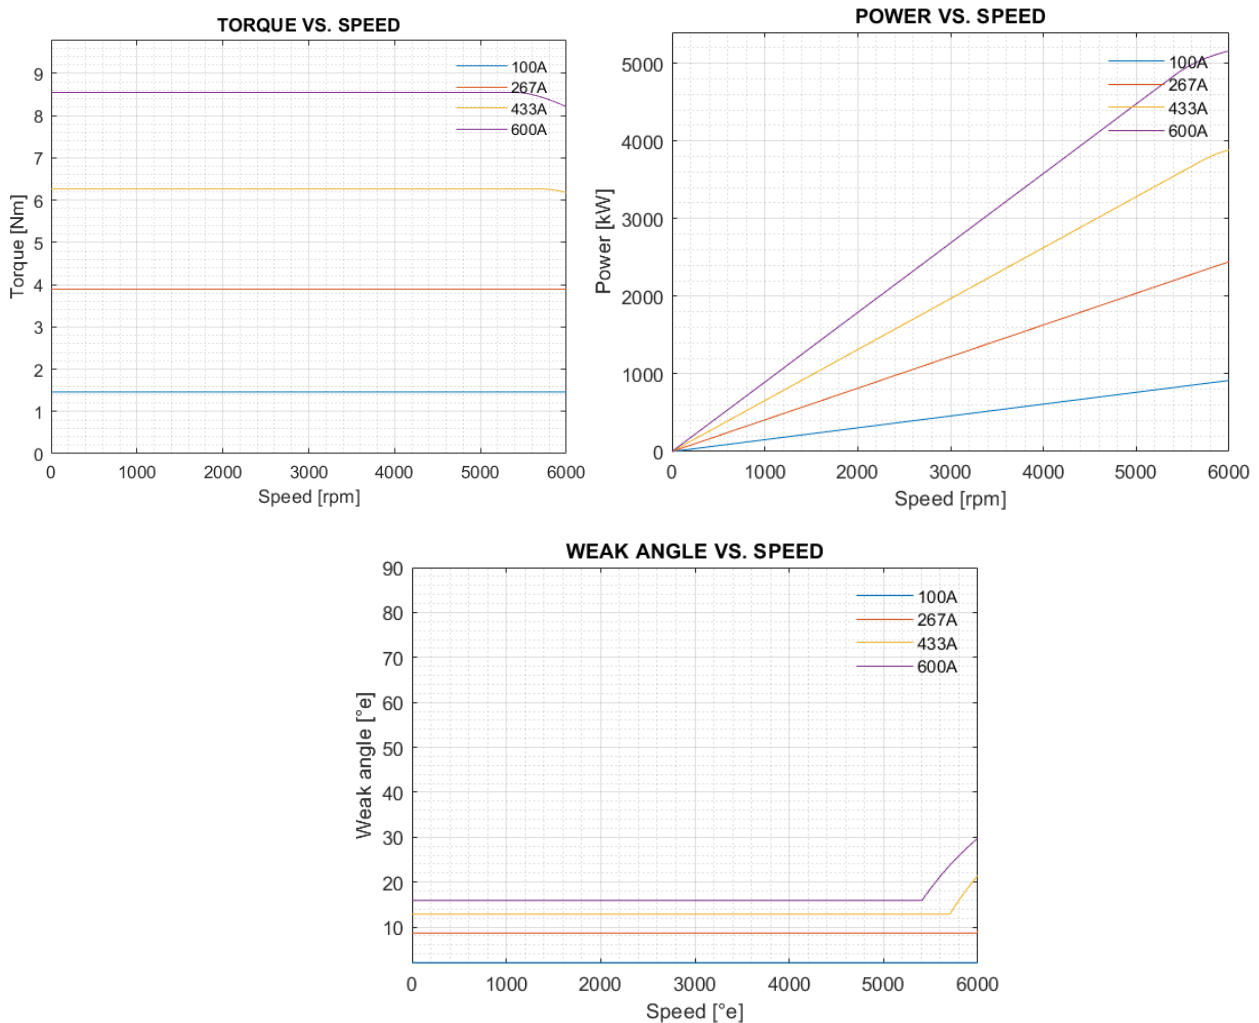 TORQUE VS. SPEED
Torque [Nm]
9
8
7
6
5
4
3
2
1
0
0 1000 2000 3000 4000 5000 6000
Speed [rpm]
100A
267A
433A
600A
POWER VS. SPEED
Power [kW]
5000
4000
3000
2000
1000
0
0 1000 2000 3000 4000 5000 6000
Speed [rpm]
100A
267A
433A
600A
WEAK ANGLE VS. SPEED
Weak angle [°e]
90
80
70
60
50
40
30
20
10
0 1000 2000 3000 4000 5000 6000
Speed [°e]
100A
267A
433A
600A